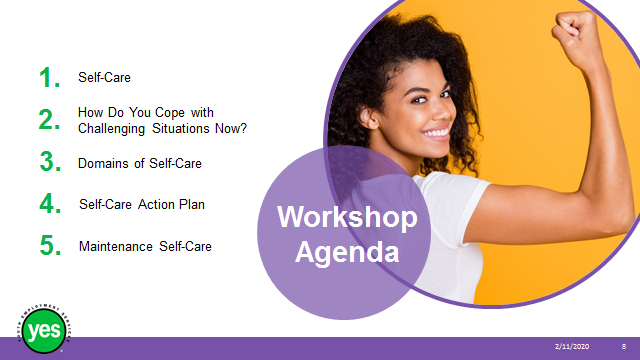 1. Self-Care
2. How Do You Cope with
Challenging Situations Now?
3. Domains of Self-Care
4. Self-Care Action Plan
5. Maintenance Self-Care
Workshop
Agenda
YOUTH EMPLOYMENT SERVICES
yes
2/11/2020
8